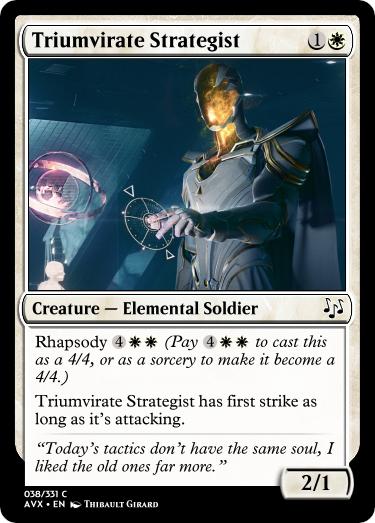 Triumvirate Strategist 1
Creature — Elemental Soldier
Rhapsody 4 (Pay 4 to cast this
as a 4/4, or as a sorcery to make it become a
4/4.)
Triumvirate Strategist has first strike as
long as it's attacking.
“Today's tactics don't have the same soul, I
liked the old ones far more.”
2/1
038/331 C
AVX • EN Thibault Girard